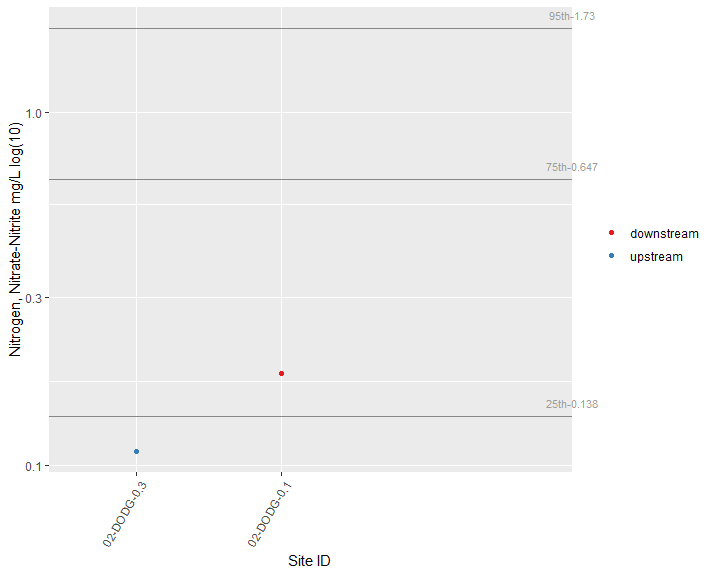 95th-1.73
1.0
75th-0.647
0.3
25th-0.138
0.1
Nitrogen, Nitrate-Nitrite mg/L log(10)
02-DODG-0.3
02-DODG-0.1
Site ID
downstream
upstream